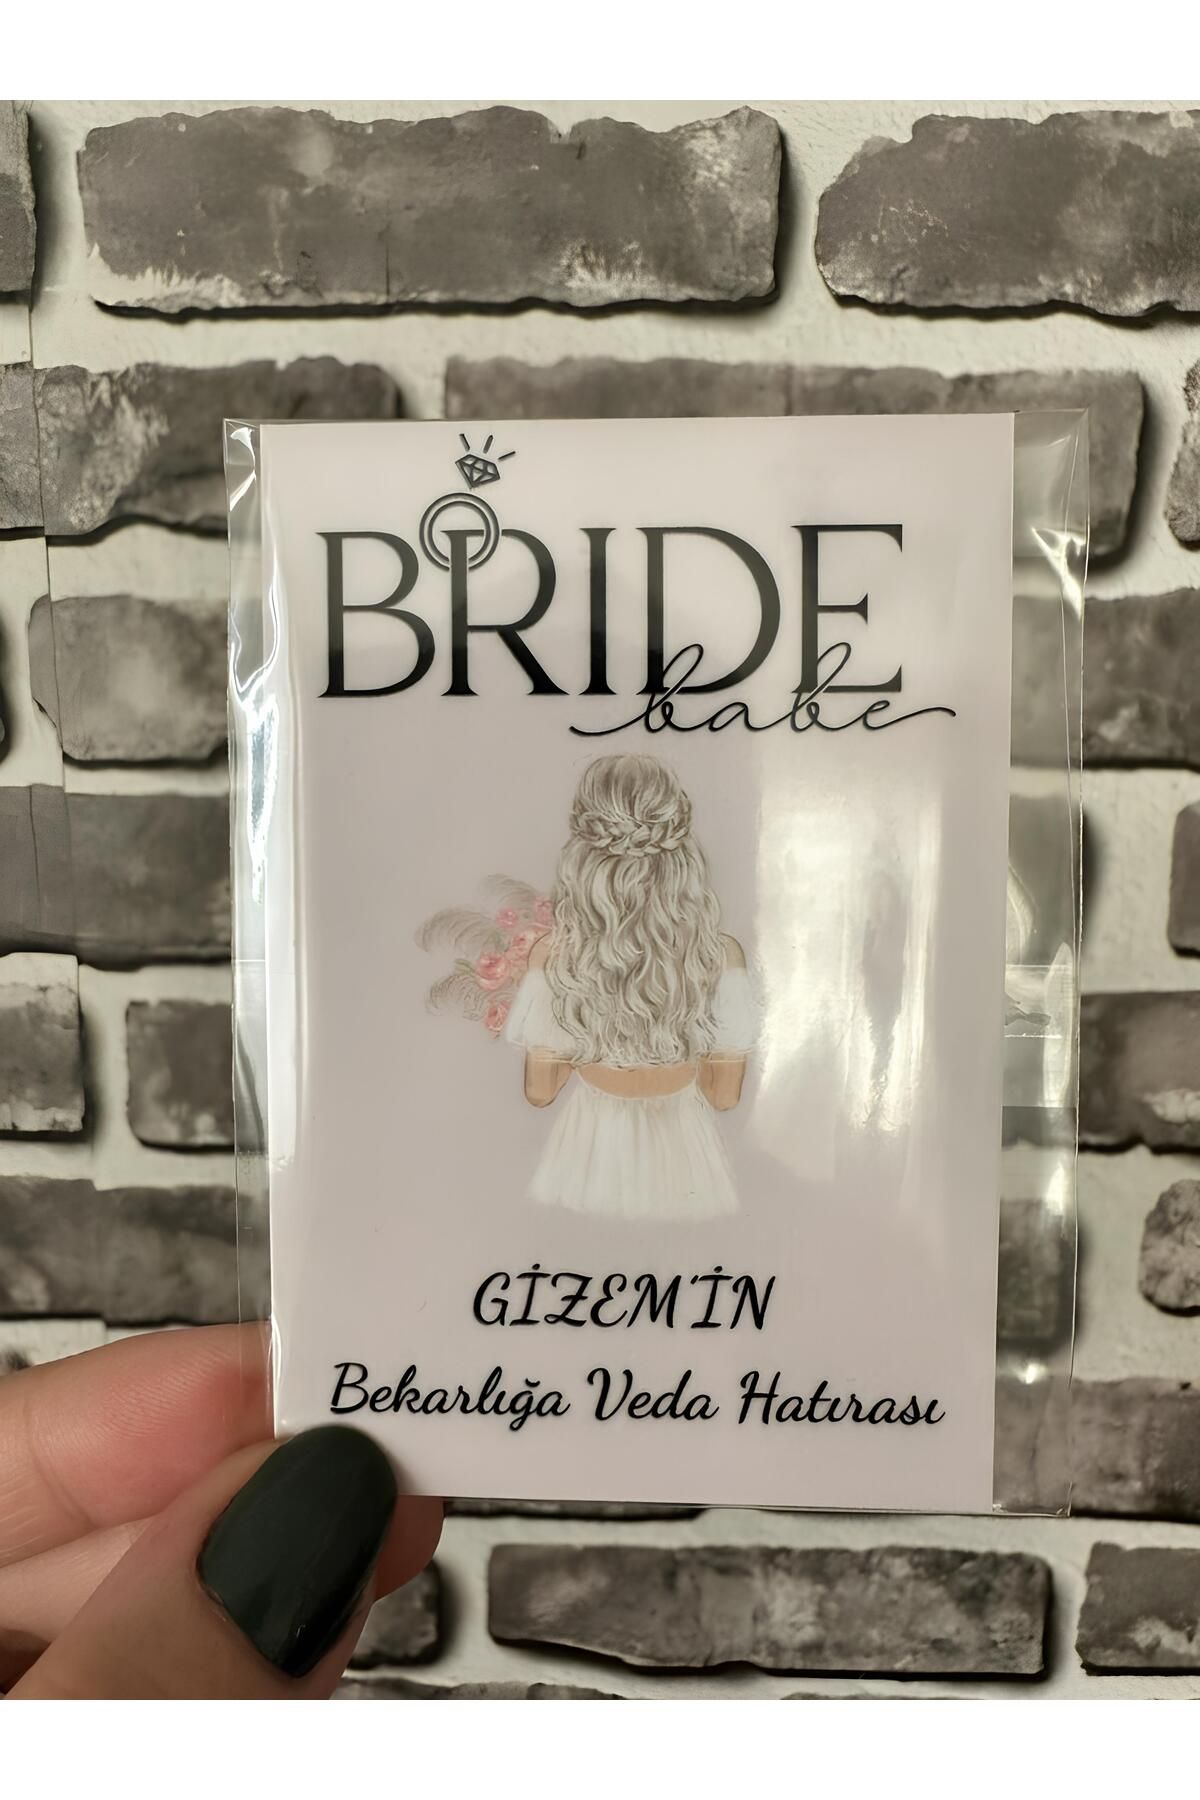 BRIDE
babe
GİZEM'İN
Bekarlığa Veda Hatırası